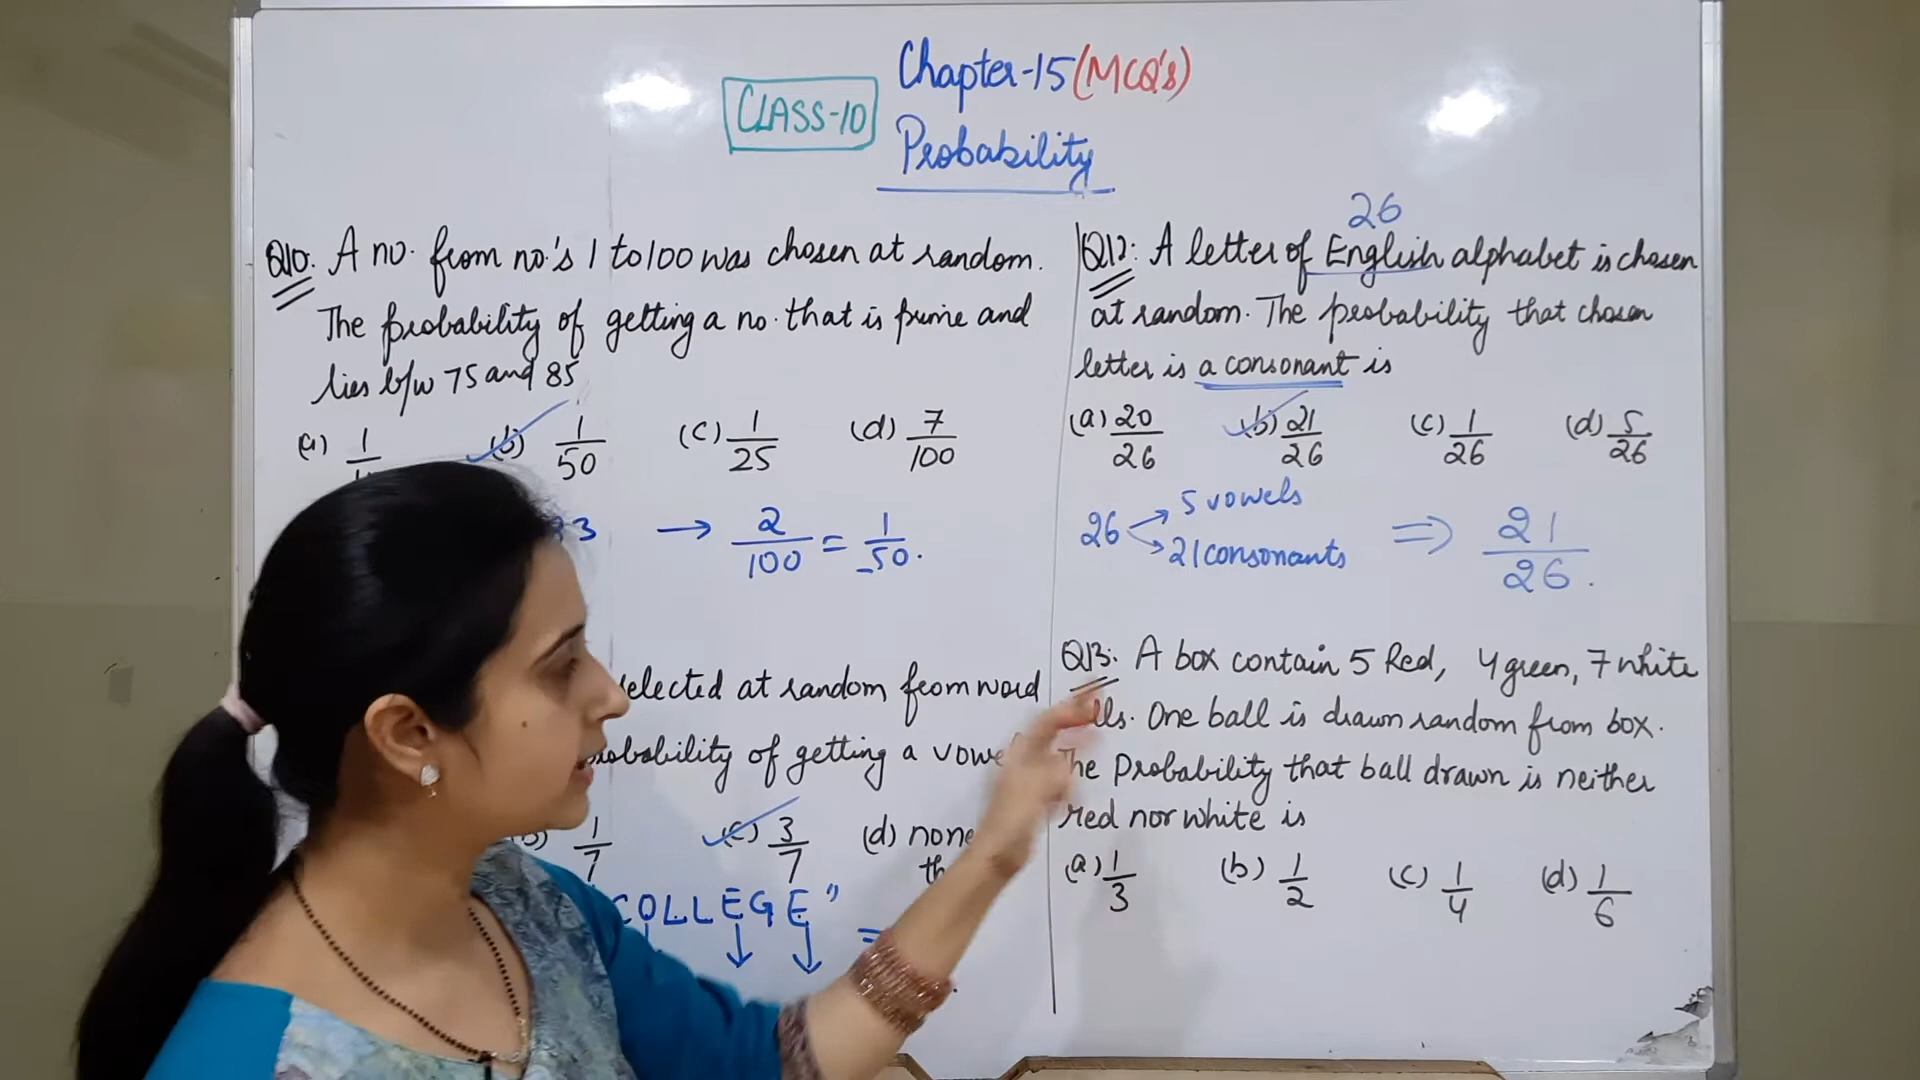 CLASS-10
Chapter-15 (MCQ's)
Probability
Q10. A no. from no.'s 1 to 100 was chosen at random.
The probability of getting a no. that is prime and
lies b/w 75 and 85
(a) 1 (b) 1/50 (c) 1/25 (d) 7/100
→ 2/100 = 1/50.
selected at random from word
probability of getting a
1/7 (c) 3/7 (d) none
COLLEGE"
26
Q12: A letter of English alphabet is chosen
at random. The probability that chosen
letter is a consonant is
(a) 20/26 (b) 21/26 (c) 1/26 (d) 5/26
26 → 5 vowels
→ 21 consonants ⇒ 21/26.
Q13: A box contain 5 Red, 4 green, 7 white
One ball is drawn random from box.
The Probability that ball drawn is neither
red nor white is
(a) 1/3 (b) 1/2 (c) 1/4 (d) 1/6